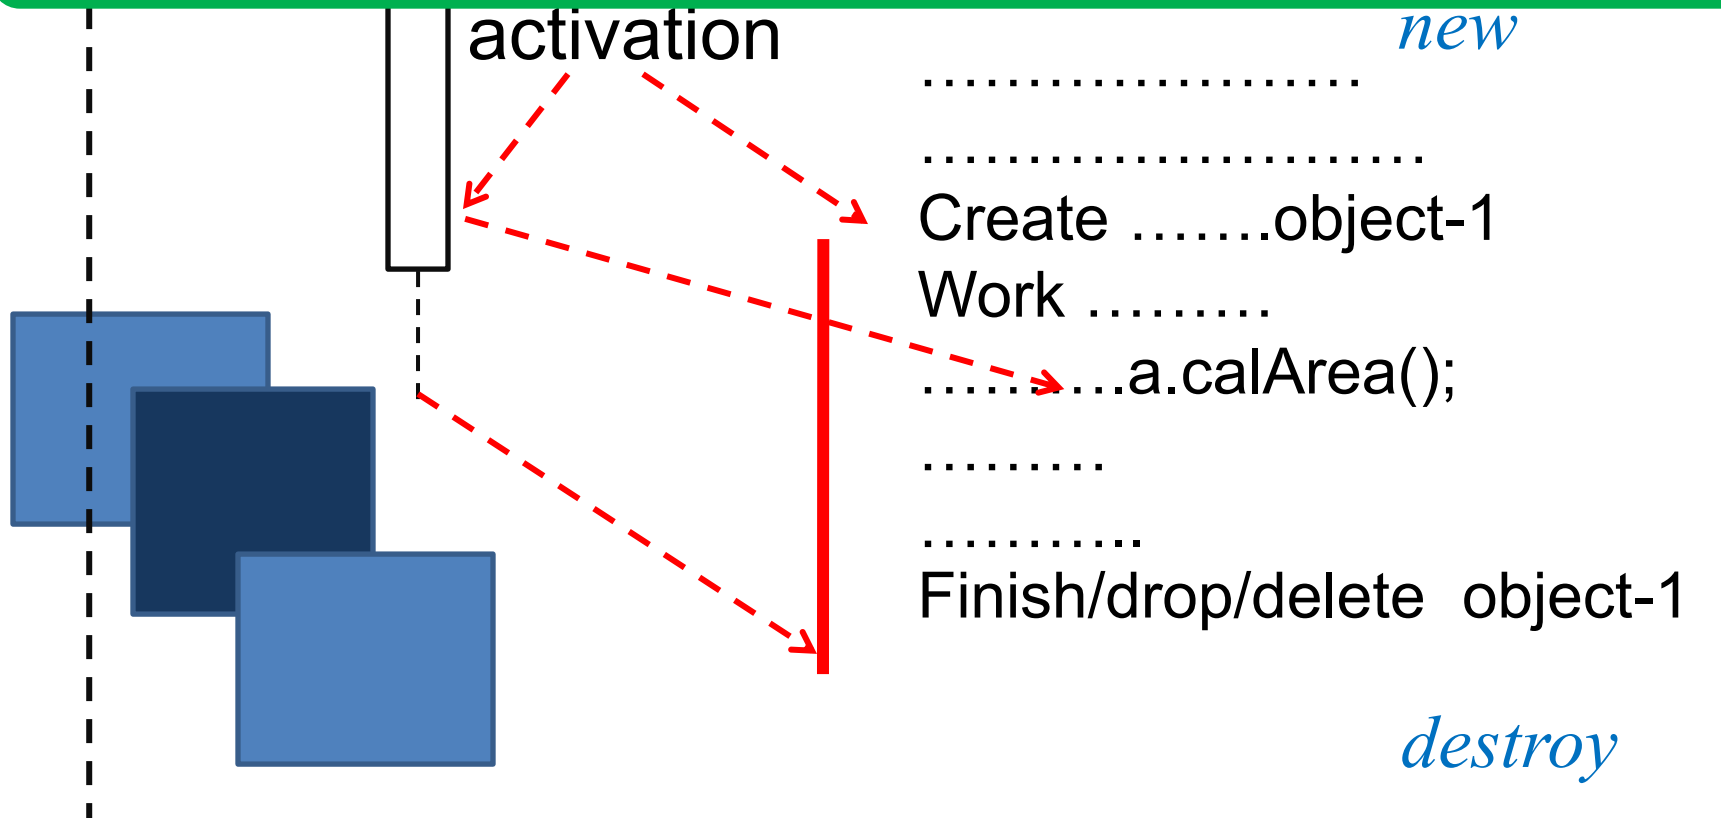 activation
new
…………………
…………………….
Create …….object-1
Work ………
……….a.calArea();
………
………..
Finish/drop/delete object-1
destroy